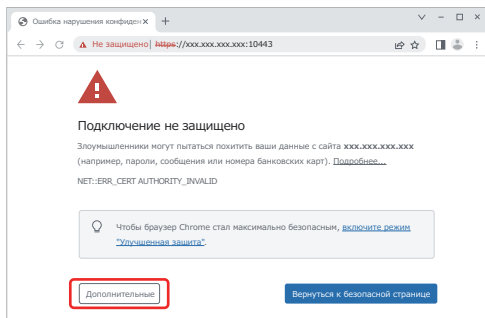 Ошибка нарушения конфиден
Не защищено https://xxx.xxx.xxx.xxx:10443
Подключение не защищено
Злоумышленники могут пытаться похитить ваши данные с сайта xxx.xxx.xxx.xxx
(например, пароли, сообщения или номера банковских карт). Подробнее...
NET::ERR_CERT AUTHORITY_INVALID
Чтобы браузер Chrome стал максимально безопасным, включите режим
"Улучшенная защита".
Дополнительные
Вернуться к безопасной странице